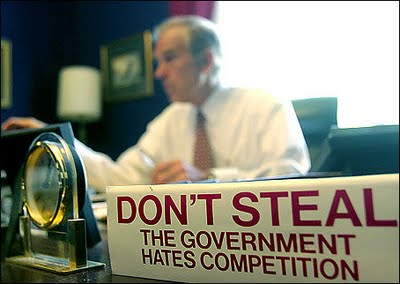 DON'T STEAL
THE GOVERNMENT
HATES COMPETITION